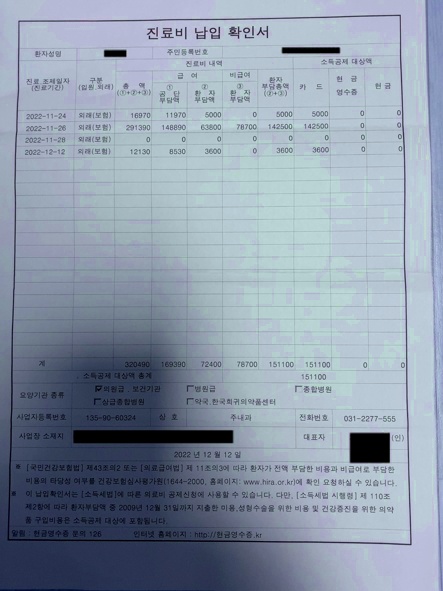 진료비 납입 확인서
환자성명 주민등록번호
진료비 내역 소득공제 대상액
진료.조제일자 (진료기간) 구분 (입원.외래) 총 액 (①+②+③) 급 여 비급여 환자 부담총액 (②+③) 카 드 현 금 영수증 현 금
① 공 단 부담액 ② 환 자 부담액 ③ 환 자 부담액
2022-11-24 외래(보험) 16970 11970 5000 0 5000 5000 0 0
2022-11-26 외래(보험) 291390 148890 63800 78700 142500 142500 0 0
2022-11-28 외래(보험) 0 0 0 0 0 0 0 0
2022-12-12 외래(보험) 12130 8530 3600 0 3600 3600 0 0
계 320490 169390 72400 78700 151100 151100 0 0
소득공제 대상액 총계 151100
요양기관 종류 의원급, 보건기관 병원급 종합병원
상급종합병원 약국,한국희귀의약품센터
사업자등록번호 135-90-60324 상 호 주내과 전화번호 031-2277-555
사업장 소재지 대표자 (인)
2022 년 12 월 12 일
※ [국민건강보험법] 제43조의2 또는 [의료급여법] 제 11조의3에 따라 환자가 전액 부담한 비용과 비급여로 부담한
비용의 타당성 여부를 건강보험심사평가원(1644-2000, 홈페이지: www.hira.or.kr)에 확인 요청하실 수 있습니다.
※ 이 납입확인서는 [소득세법]에 따른 의료비 공제신청에 사용할 수 있습니다. 다만, [소득세법 시행령] 제 110조
제2항에 따라 환자부담액 중 2009년 12월 31일까지 지출한 미용,성형수술을 위한 비용 및 건강증진을 위한 의약
품 구입비용은 소득공제 대상에 포함됩니다.
알림 : 현금영수증 문의 126 인터넷 홈페이지 : http://현금영수증.kr